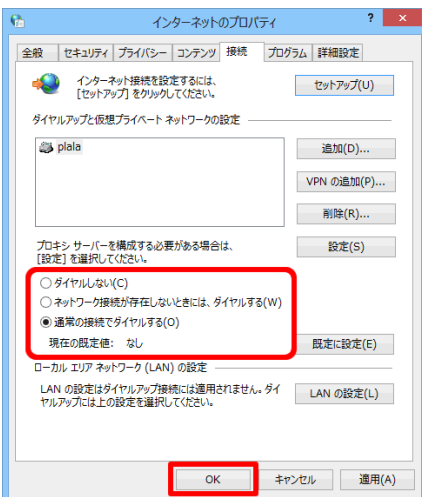 インターネットのプロパティ
?
×
全般 セキュリティ プライバシー コンテンツ 接続 プログラム 詳細設定
インターネット接続を設定するには、
[セットアップ] をクリックしてください。
セットアップ(U)
ダイヤルアップと仮想プライベート ネットワークの設定
plala
追加(D)...
VPN の追加(P)...
削除(R)...
プロキシ サーバーを構成する必要がある場合は、
[設定] を選択してください。
設定(S)
ダイヤルしない(C)
ネットワーク接続が存在しないときには、ダイヤルする(W)
通常の接続でダイヤルする(O)
現在の既定値: なし
既定に設定(E)
ローカル エリア ネットワーク (LAN) の設定
LAN の設定はダイヤルアップ接続には適用されません。ダイ
ヤルアップには上の設定を選択してください。
LAN の設定(L)
OK キャンセル 適用(A)